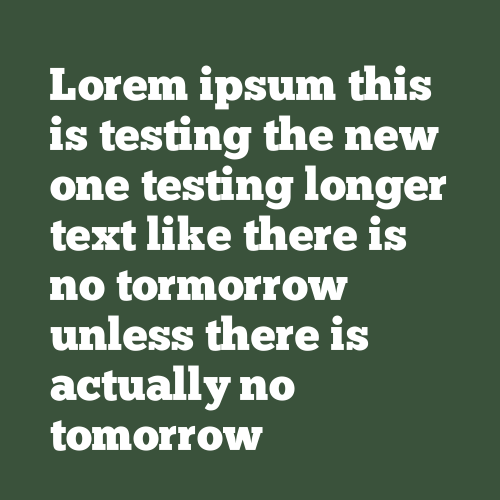 Lorem ipsum this
is testing the new
one testing longer
text like there is
no tormorrow
unless there is
actually no
tomorrow